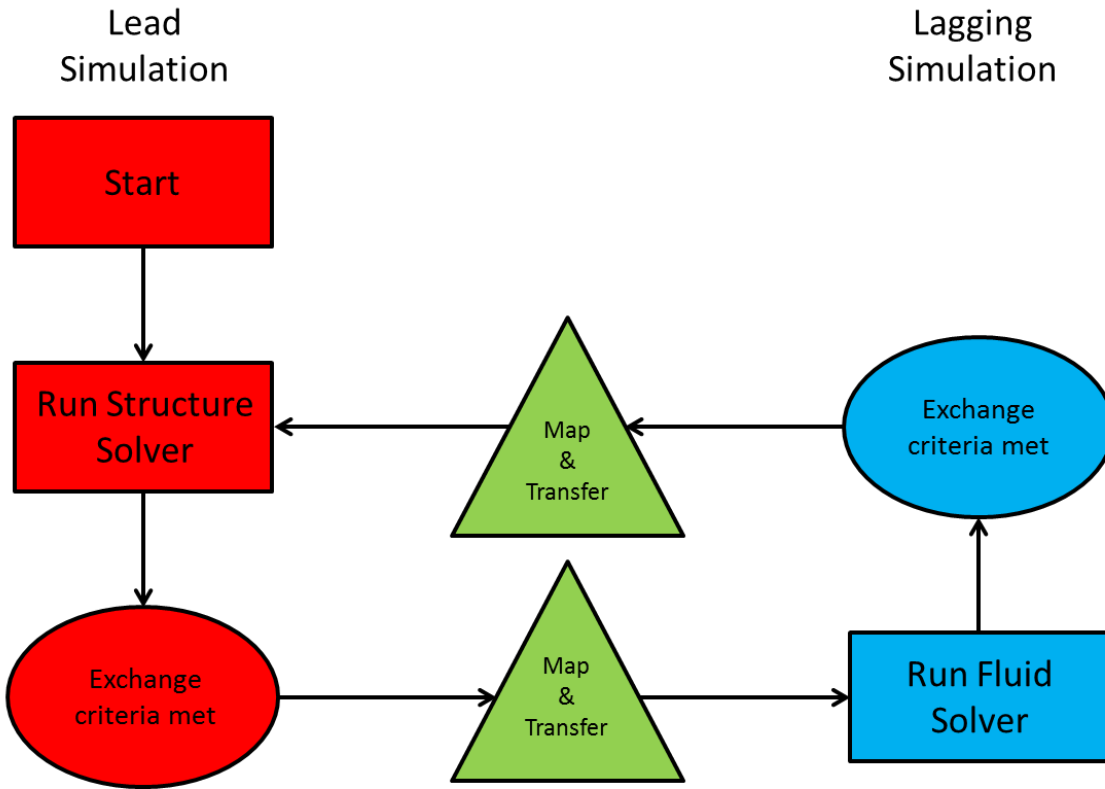 Lead
Simulation
Lagging
Simulation
Start
Run Structure
Solver
Map
&
Transfer
Exchange
criteria met
Exchange
criteria met
Map
&
Transfer
Run Fluid
Solver